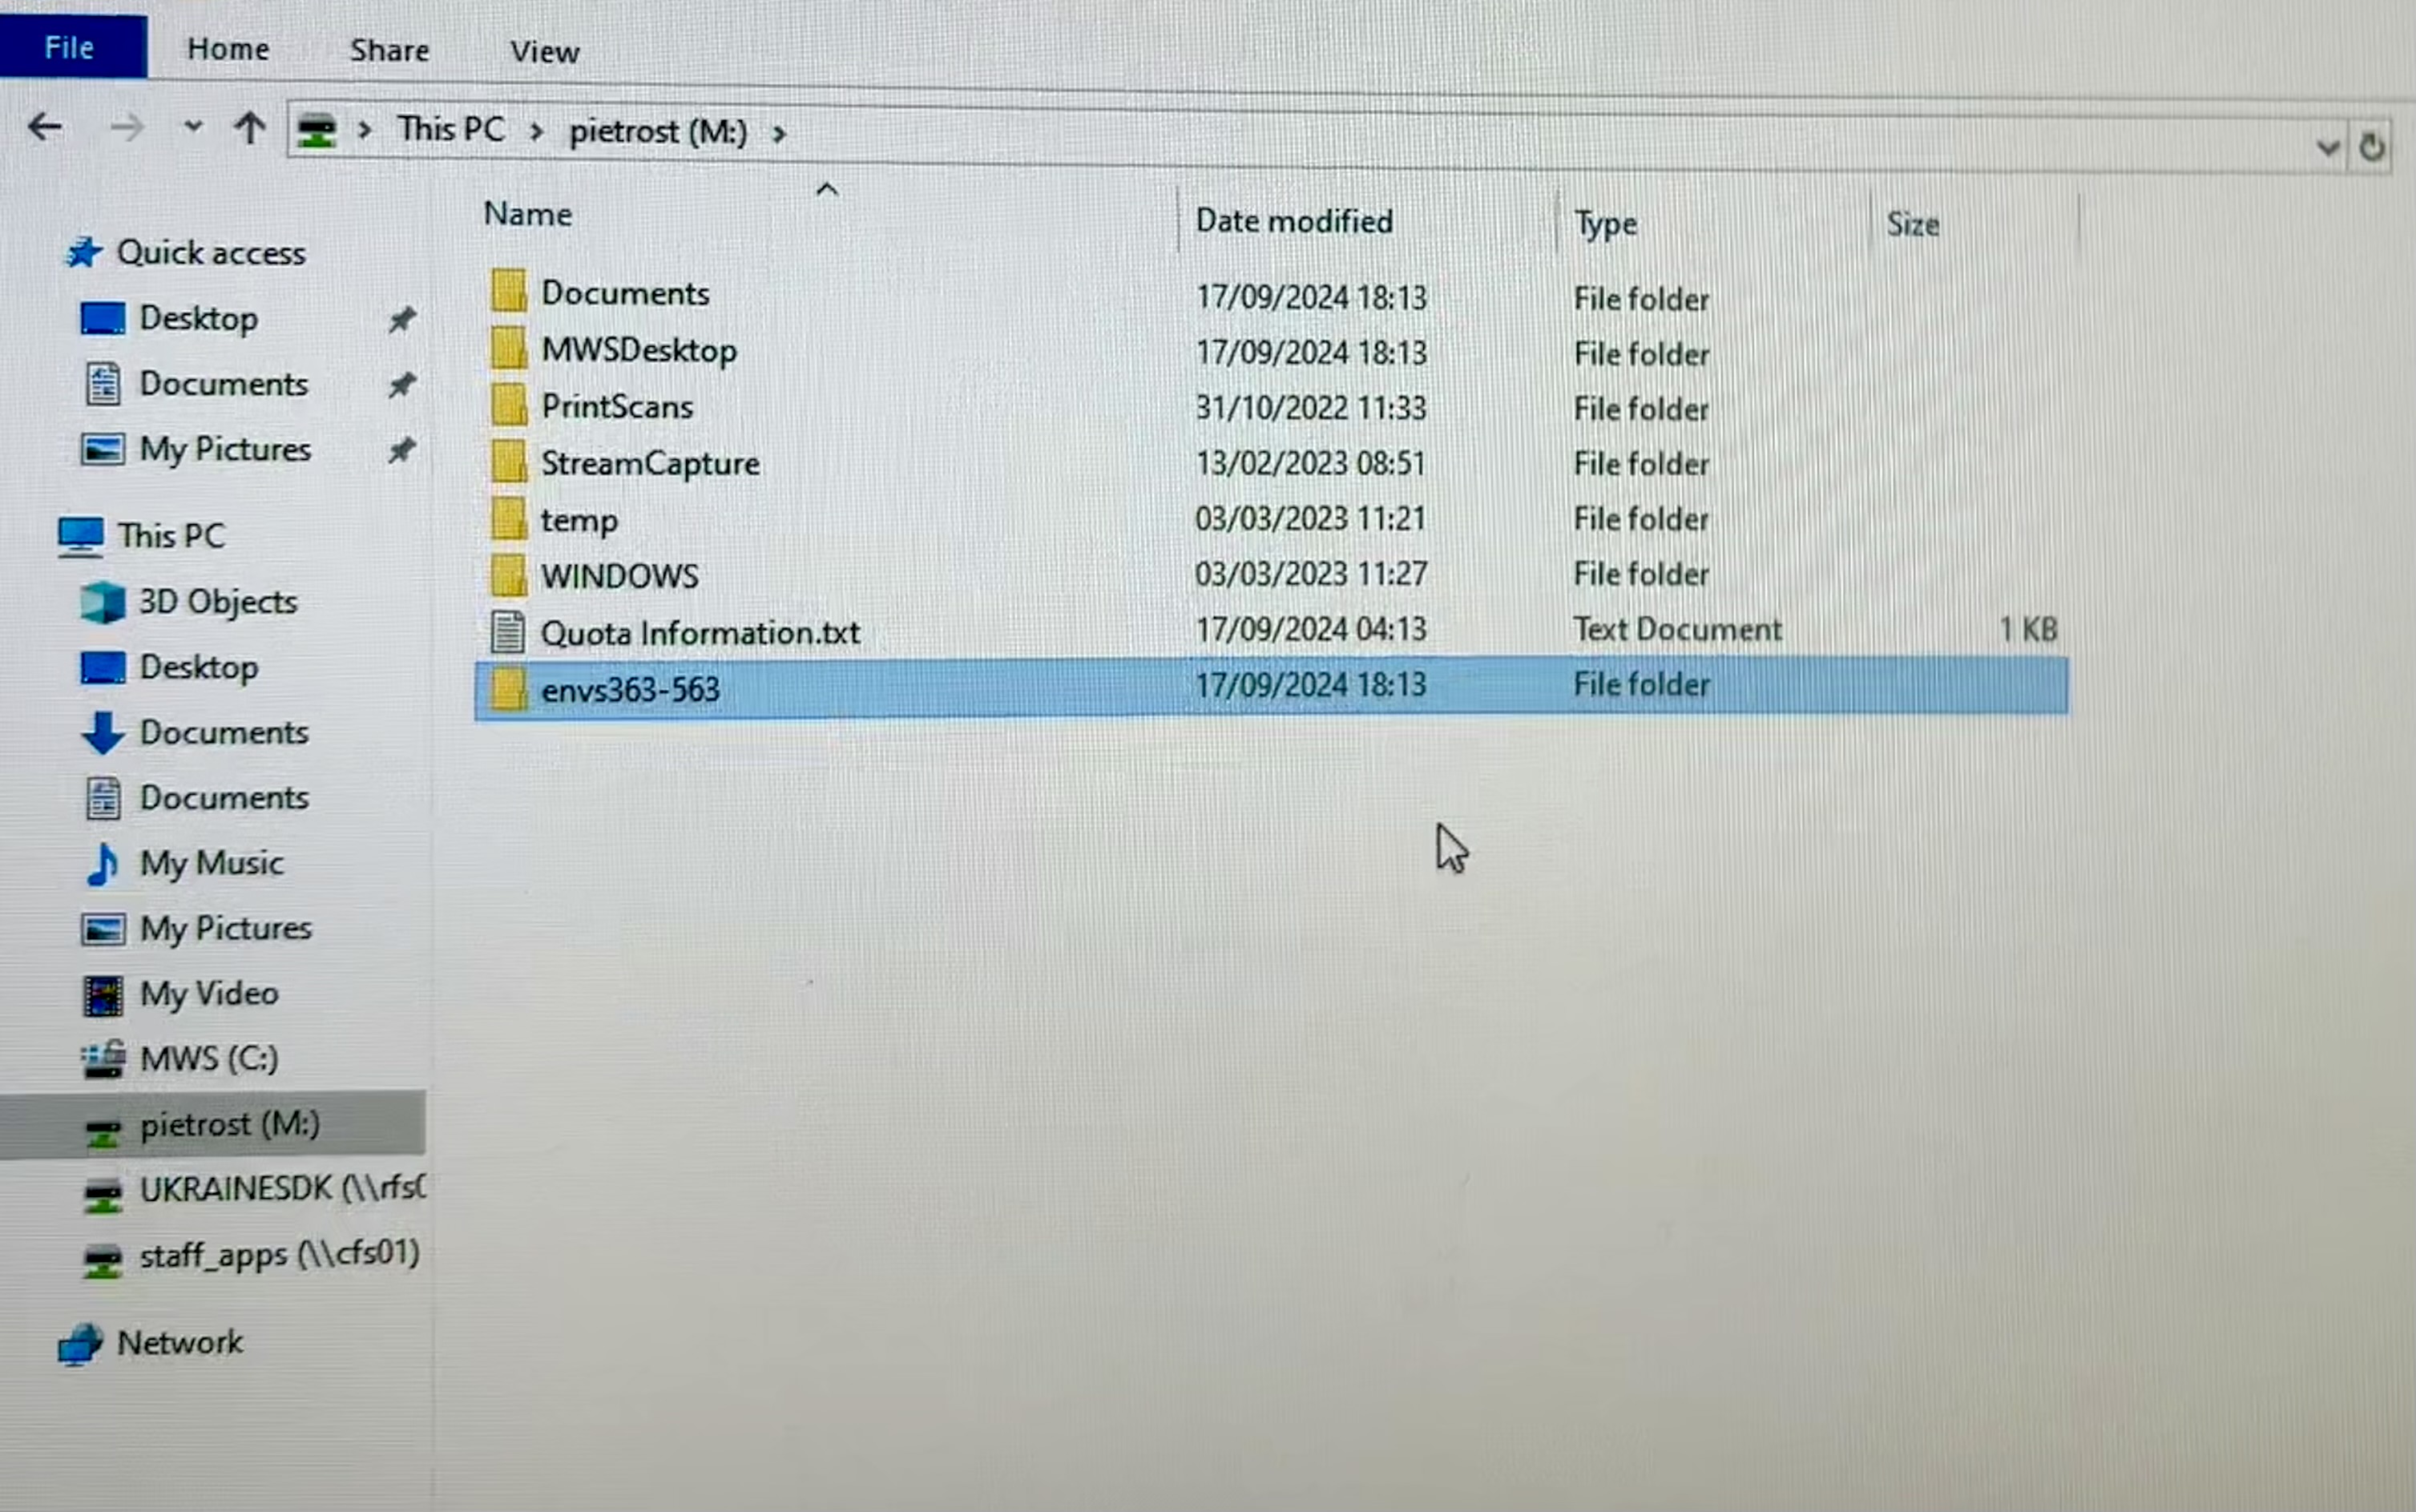 File Home Share View
This PC pietrost (M:)
Name Date modified Type Size
Quick access
Desktop
Documents
My Pictures
This PC
3D Objects
Desktop
Documents
Documents
My Music
My Pictures
My Video
MWS (C:)
pietrost (M:)
UKRAINESDK (\\rfs0
staff_apps (\\cfs01)
Network
Documents 17/09/2024 18:13 File folder
MWSDesktop 17/09/2024 18:13 File folder
PrintScans 31/10/2022 11:33 File folder
StreamCapture 13/02/2023 08:51 File folder
temp 03/03/2023 11:21 File folder
WINDOWS 03/03/2023 11:27 File folder
Quota Information.txt 17/09/2024 04:13 Text Document 1 KB
envs363-563 17/09/2024 18:13 File folder